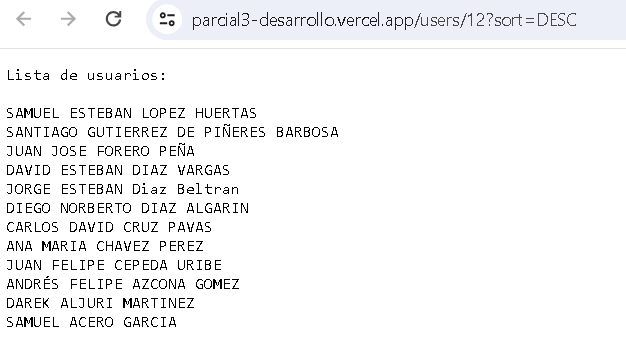 parcial3-desarrollo.vercel.app/users/12?sort=DESC
Lista de usuarios:
SAMUEL ESTEBAN LOPEZ HUERTAS
SANTIAGO GUTIERREZ DE PIÑERES BARBOSA
JUAN JOSE FORERO PEÑA
DAVID ESTEBAN DIAZ VARGAS
JORGE ESTEBAN Diaz Beltran
DIEGO NORBERTO DIAZ ALGARIN
CARLOS DAVID CRUZ PAVAS
ANA MARIA CHAVEZ PEREZ
JUAN FELIPE CEPEDA URIBE
ANDRÉS FELIPE AZCONA GOMEZ
DAREK ALJURI MARTINEZ
SAMUEL ACERO GARCIA